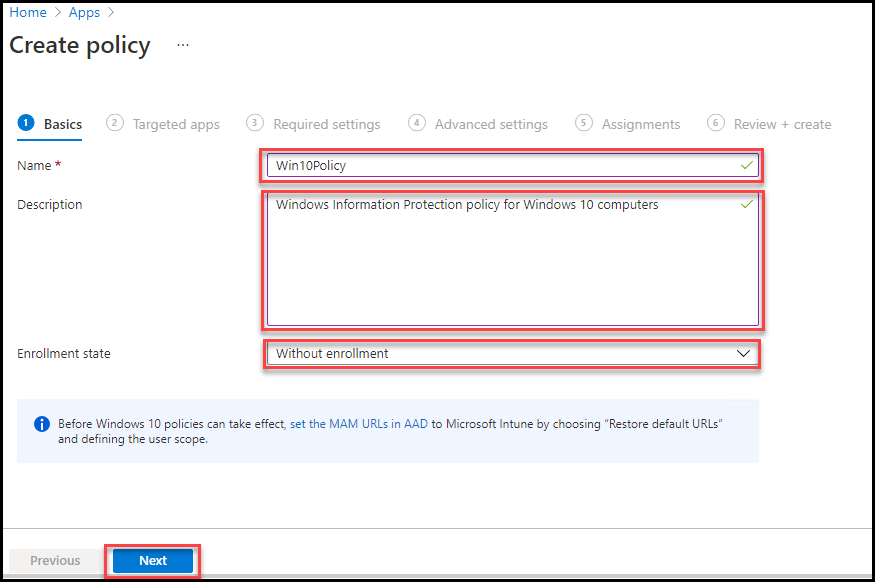 Home > Apps >
Create policy ...
1 Basics 2 Targeted apps 3 Required settings 4 Advanced settings 5 Assignments 6 Review + create
Name * Win10Policy
Description Windows Information Protection policy for Windows 10 computers
Enrollment state Without enrollment
Before Windows 10 policies can take effect, set the MAM URLs in AAD to Microsoft Intune by choosing “Restore default URLs”
and defining the user scope.
Previous Next